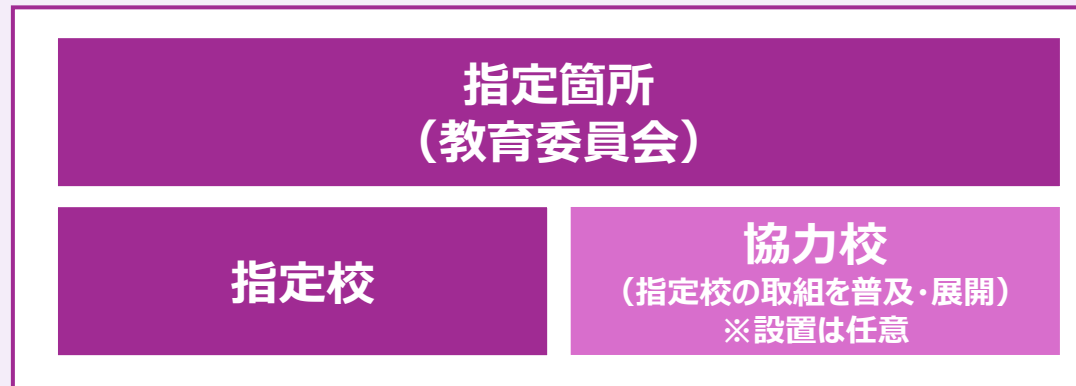 指定箇所
（教育委員会）
指定校
協力校
（指定校の取組を普及・展開）
※設置は任意